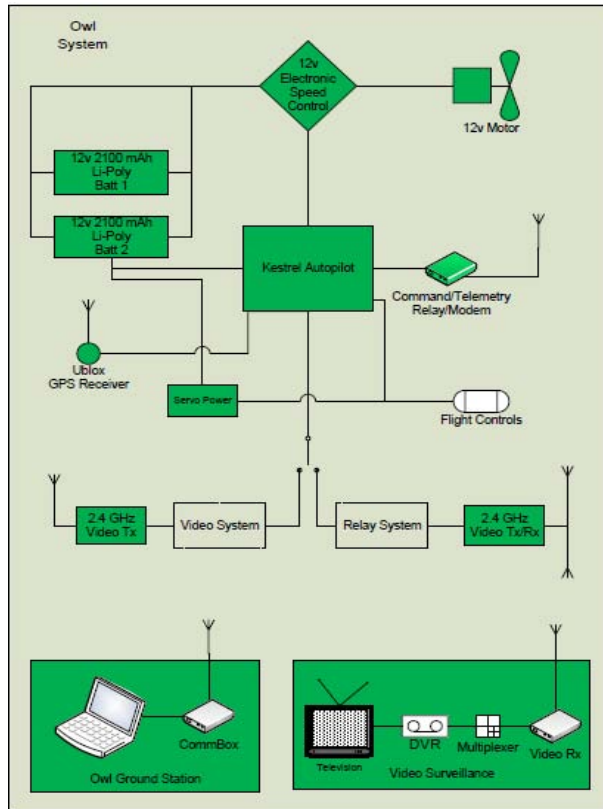 Owl
System
12v
Electronic
Speed
Control
12v Motor
12v 2100 mAh
Li-Poly
Batt 1
12v 2100 mAh
Li-Poly
Batt 2
Kestrel Autopilot
Command/Telemetry
Relay/Modem
Ublox
GPS Receiver
Servo Power
Flight Controls
2.4 GHz
Video Tx
Video System
Relay System
2.4 GHz
Video Tx/Rx
CommBox
Owl Ground Station
Television
DVR
Multiplexer
Video Rx
Video Surveillance